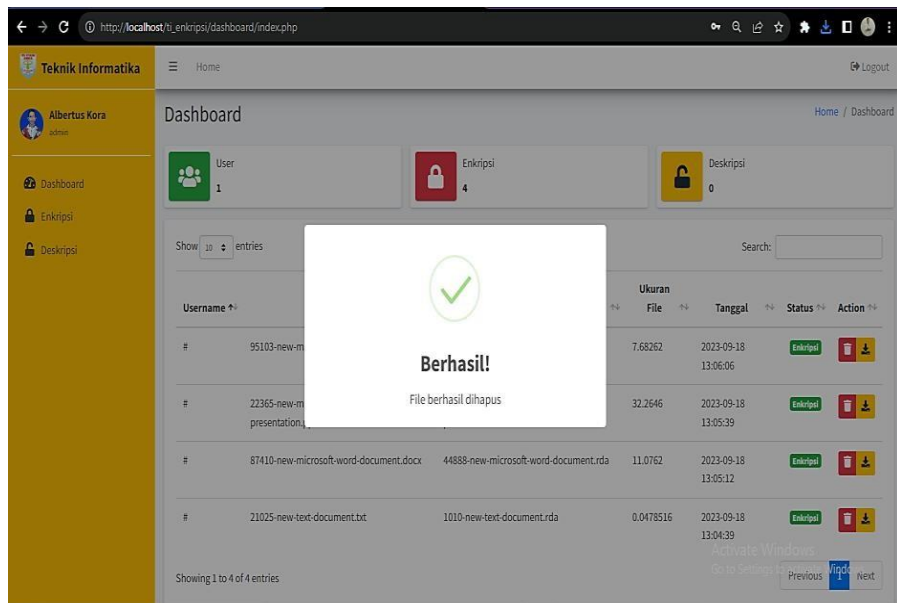 http://localhost/ti_enkripsi/dashboard/index.php
Teknik Informatika
Home
Logout
Albertus Kora
admin
Dashboard
Home / Dashboard
User
1
Enkripsi
4
Deskripsi
0
Dashboard
Enkripsi
Deskripsi
Show 10 entries
Search:
Username
Ukuran File
Tanggal
Status
Action
Berhasil!
File berhasil dihapus
# 95103-new-m 7.68262 2023-09-18 13:06:06 Enkripsi
# 22365-new-m presentation. 32.2646 2023-09-18 13:05:39 Enkripsi
# 87410-new-microsoft-word-document.docx 44888-new-microsoft-word-document.rda 11.0762 2023-09-18 13:05:12 Enkripsi
# 21025-new-text-document.txt 1010-new-text-document.rda 0.0478516 2023-09-18 13:04:39 Enkripsi
Activate Windows
Go to Settings to activate Windows
Showing 1 to 4 of 4 entries
Previous 1 Next